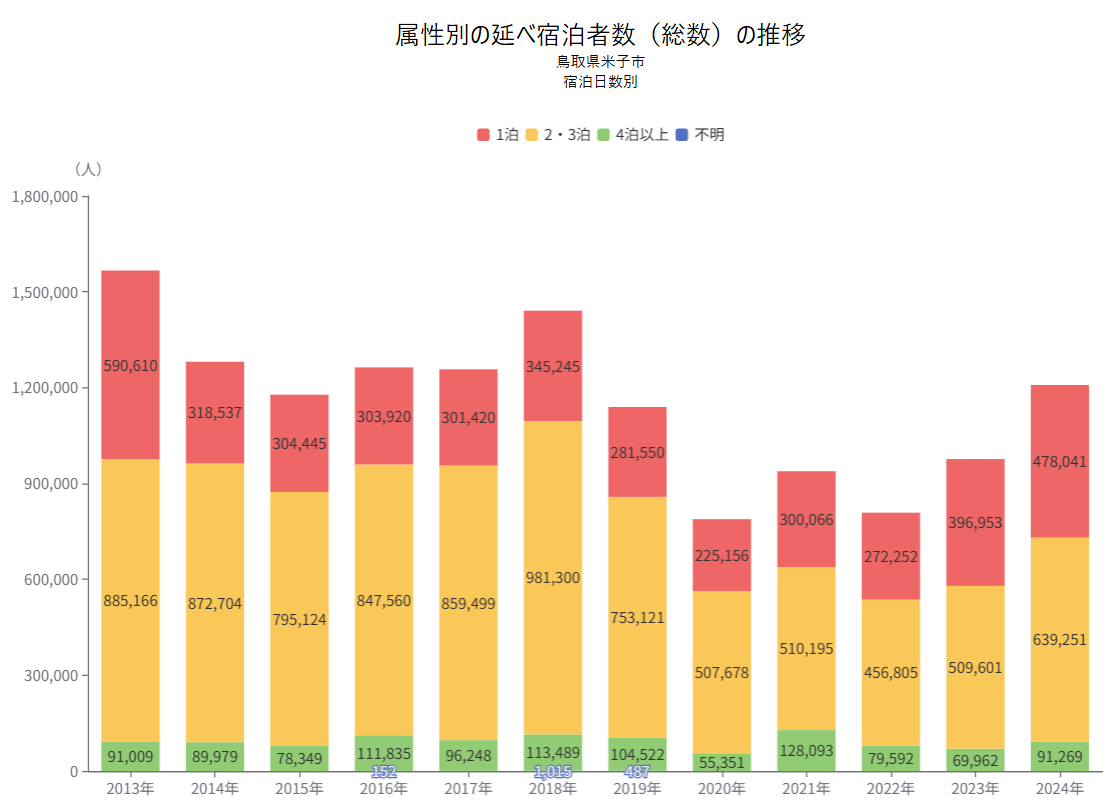 属性別の延べ宿泊者数（総数）の推移
鳥取県米子市
宿泊日数別
1泊 2・3泊 4泊以上 不明
（人）
1,800,000
1,500,000
1,200,000
900,000
600,000
300,000
0
590,610 318,537 304,445 303,920 301,420 345,245 281,550 225,156 300,066 272,252 396,953 478,041
885,166 872,704 795,124 847,560 859,499 981,300 753,121 507,678 510,195 456,805 509,601 639,251
91,009 89,979 78,349 111,835 96,248 113,489 104,522 55,351 128,093 79,592 69,962 91,269
152 1,015 487
2013年 2014年 2015年 2016年 2017年 2018年 2019年 2020年 2021年 2022年 2023年 2024年